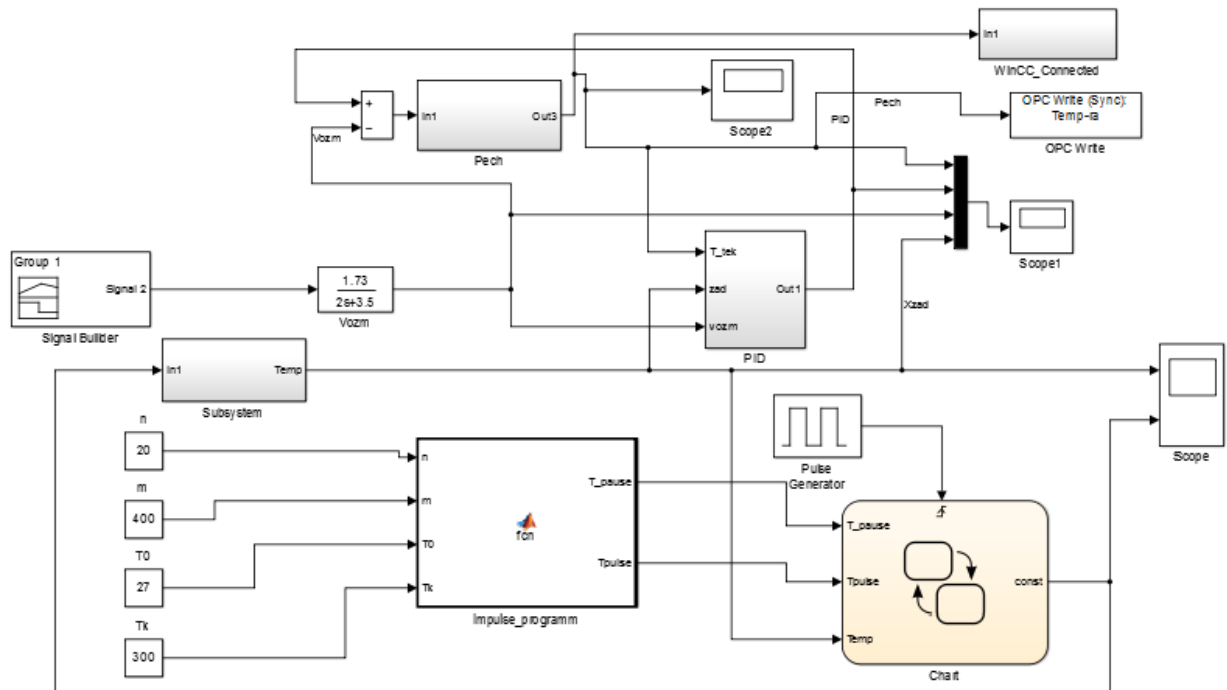 In1
WinCC_Connected
+
−
Vozm
In1
Out3
Pech
Scope2
PID
Pech
OPC Write (Sync):
Temp-ra
OPC Write
Group 1
Signal 2
Signal Builder
1.73
2s+3.5
Vozm
T_tek
zad
vozm
Out1
PID
Scope1
Xzad
In1
Temp
Subsystem
Scope
n
20
m
400
T0
27
Tk
300
n
m
T0
Tk
fcn
T_pause
Tpulse
Impulse_programm
Pulse
Generator
T_pause
Tpulse
Temp
const
Chart